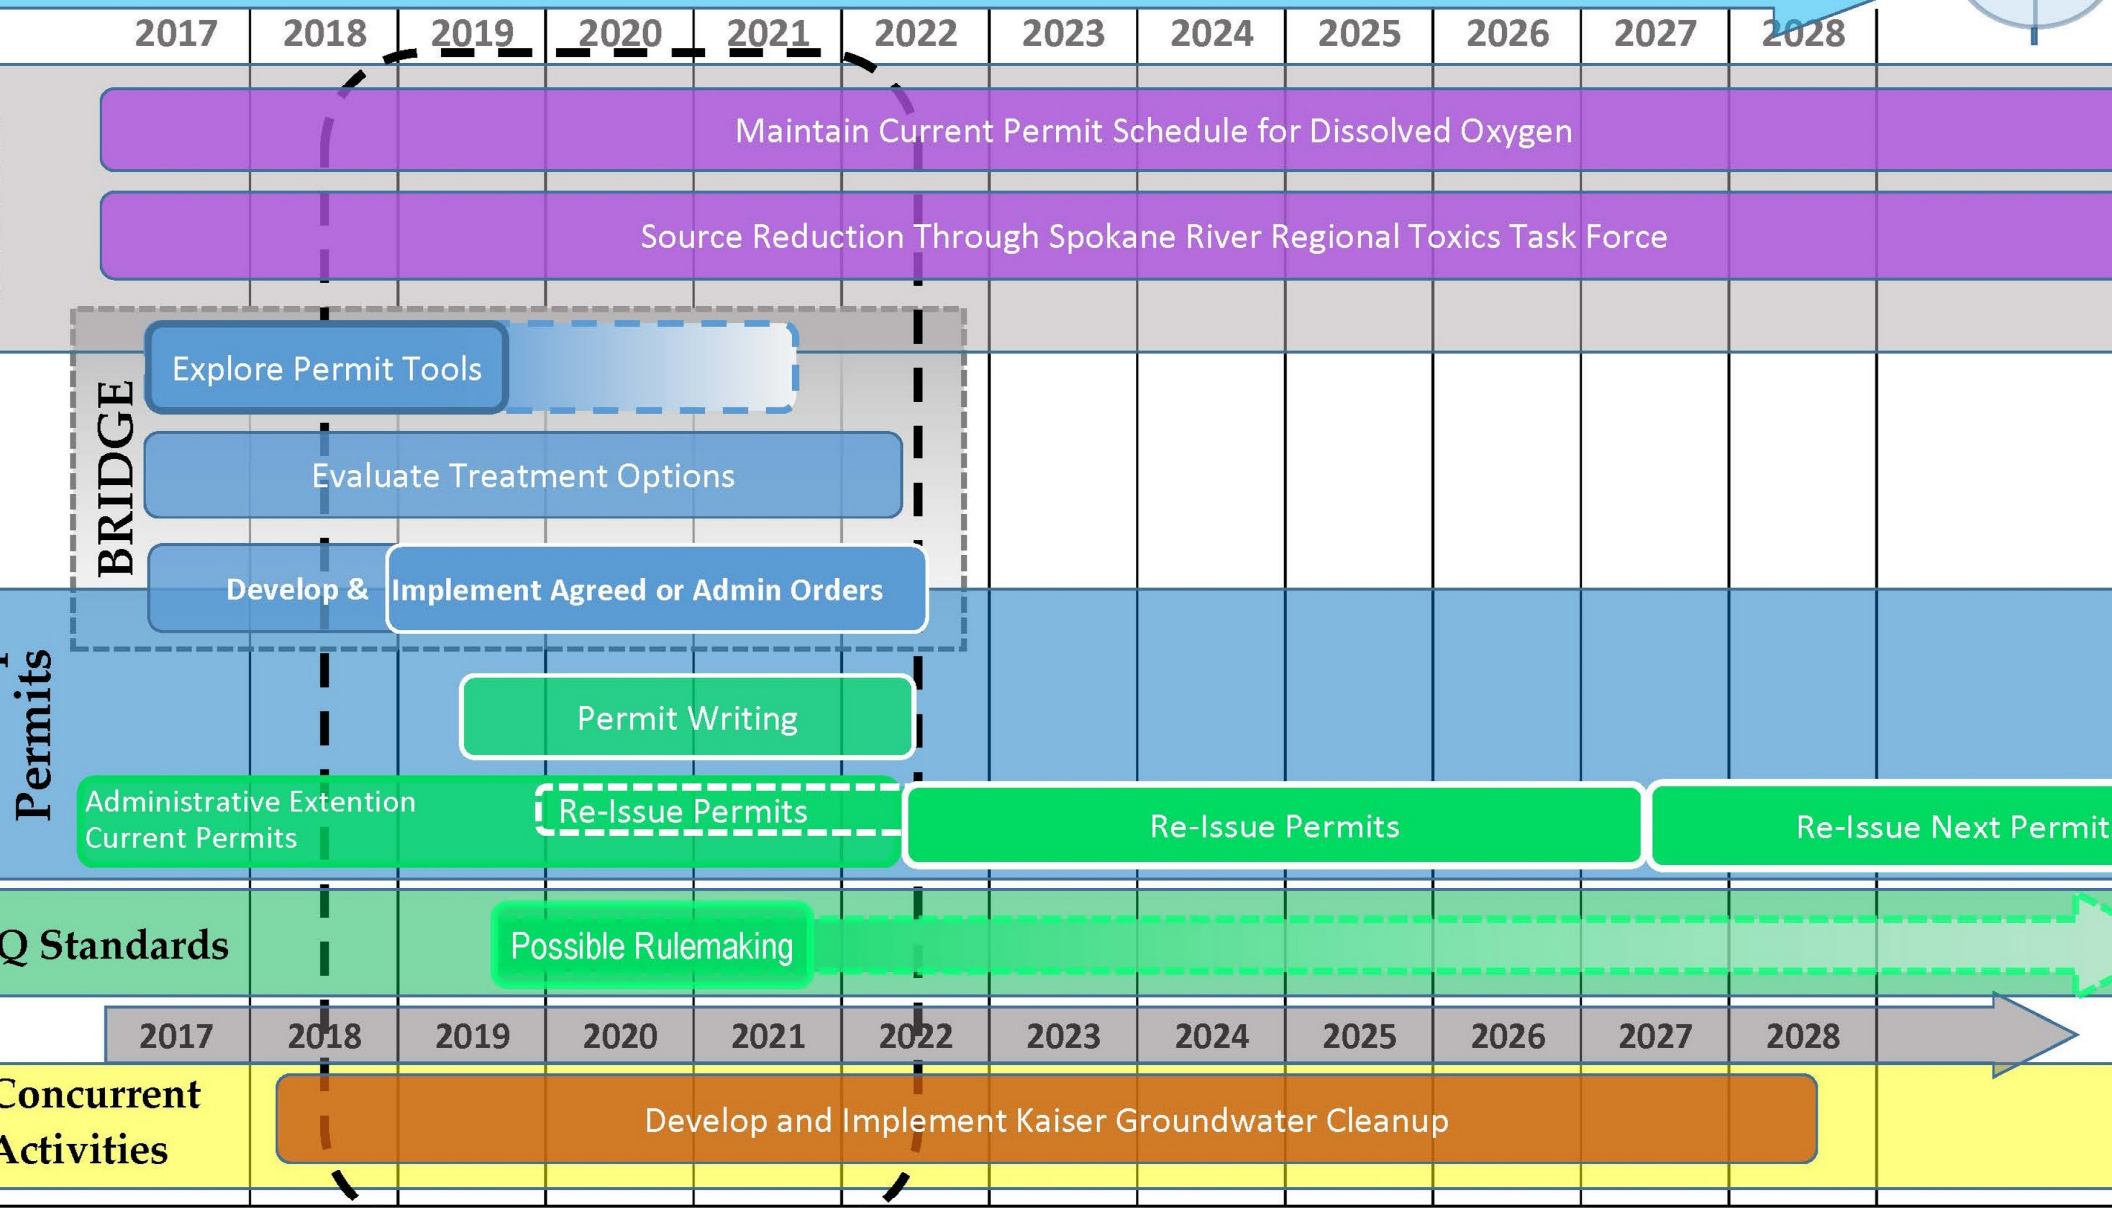 2017 2018 2019 2020 2021 2022 2023 2024 2025 2026 2027 2028
Maintain Current Permit Schedule for Dissolved Oxygen
Source Reduction Through Spokane River Regional Toxics Task Force
BRIDGE
Explore Permit Tools
Evaluate Treatment Options
Develop & Implement Agreed or Admin Orders
Permits
Permit Writing
Administrative Extention
Current Permits
Re-Issue Permits
Re-Issue Permits
Re-Issue Next Permit
Q Standards
Possible Rulemaking
2017 2018 2019 2020 2021 2022 2023 2024 2025 2026 2027 2028
Concurrent
Activities
Develop and Implement Kaiser Groundwater Cleanup